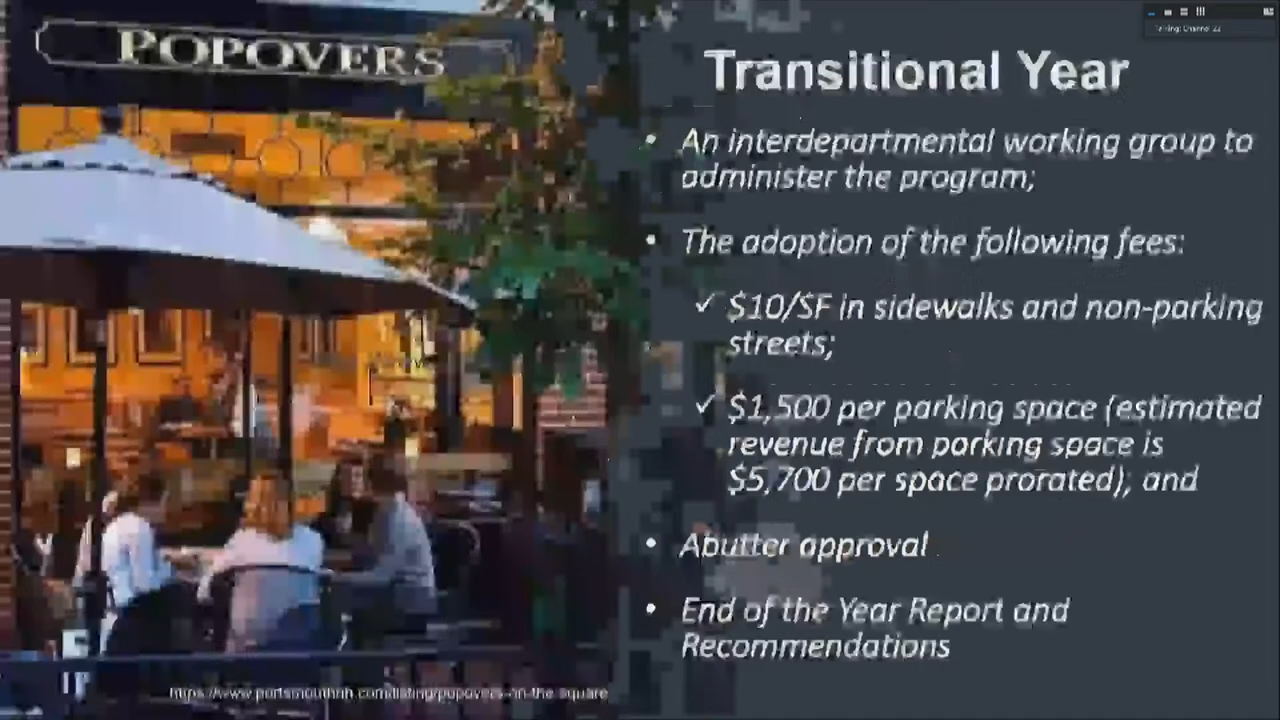 POPOVERS
Transitional Year
• An interdepartmental working group to
administer the program;
• The adoption of the following fees:
✓ $10/SF in sidewalks and non-parking
streets;
✓ $1,500 per parking space (estimated
revenue from parking space is
$5,700 per space prorated); and
• Abutter approval
• End of the Year Report and
Recommendations
https://www.portsmouthnh.com/listing/popovers-on-the-square